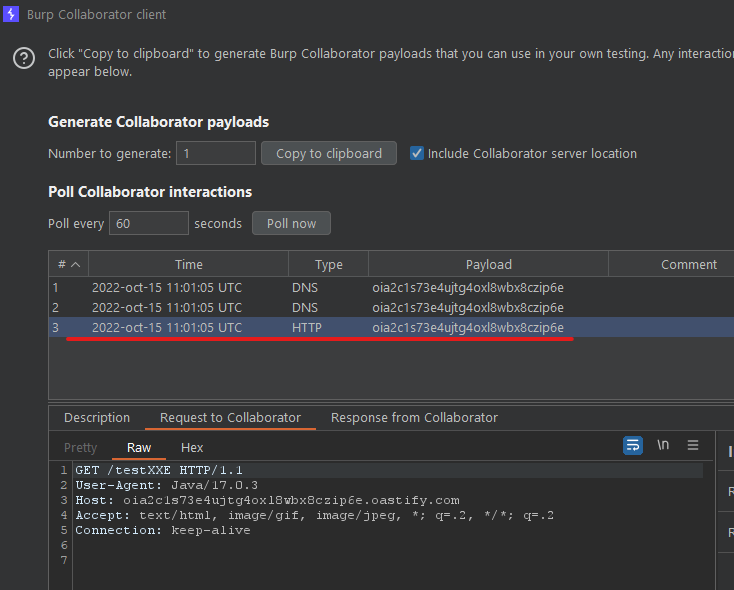 Burp Collaborator client
Click "Copy to clipboard" to generate Burp Collaborator payloads that you can use in your own testing. Any interaction
appear below.
Generate Collaborator payloads
Number to generate: 1 Copy to clipboard Include Collaborator server location
Poll Collaborator interactions
Poll every 60 seconds Poll now
# Time Type Payload Comment
1 2022-oct-15 11:01:05 UTC DNS oia2c1s73e4ujtg4oxl8wbx8czip6e
2 2022-oct-15 11:01:05 UTC DNS oia2c1s73e4ujtg4oxl8wbx8czip6e
3 2022-oct-15 11:01:05 UTC HTTP oia2c1s73e4ujtg4oxl8wbx8czip6e
Description Request to Collaborator Response from Collaborator
Pretty Raw Hex \n
1 GET /testXXE HTTP/1.1
2 User-Agent: Java/17.0.3
3 Host: oia2c1s73e4ujtg4oxl8wbx8czip6e.oastify.com
4 Accept: text/html, image/gif, image/jpeg, *; q=.2, */*; q=.2
5 Connection: keep-alive
6
7